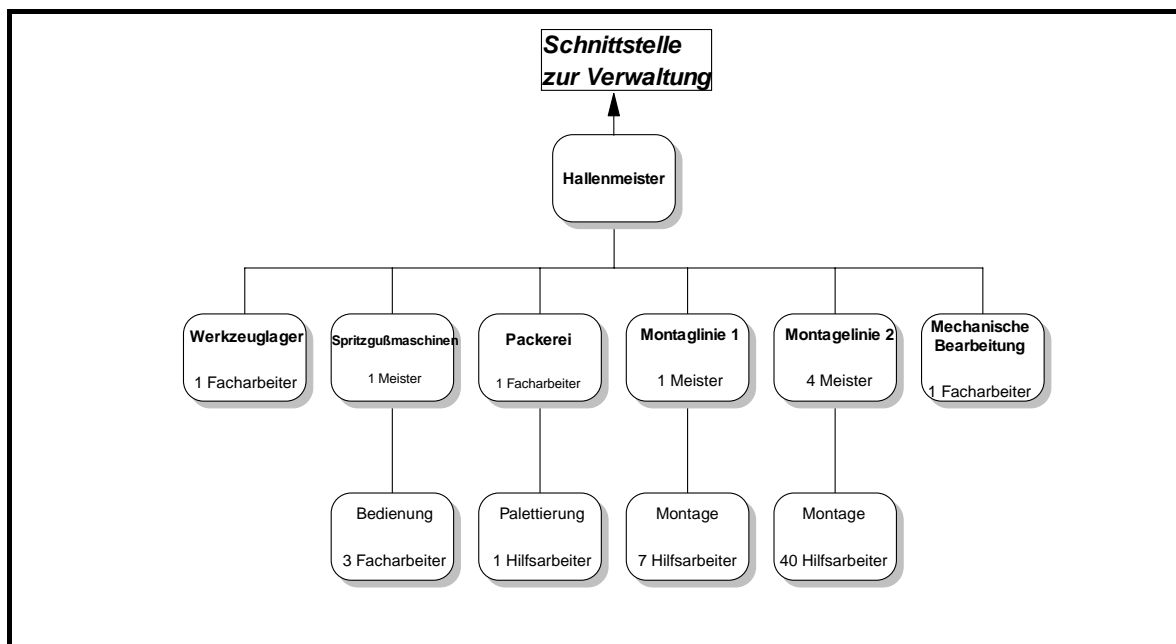 Schnittstelle
zur Verwaltung
Hallenmeister
Werkzeuglager
1 Facharbeiter
Spritzgußmaschinen
1 Meister
Packerei
1 Facharbeiter
Montaglinie 1
1 Meister
Montagelinie 2
4 Meister
Mechanische
Bearbeitung
1 Facharbeiter
Bedienung
3 Facharbeiter
Palettierung
1 Hilfsarbeiter
Montage
7 Hilfsarbeiter
Montage
40 Hilfsarbeiter